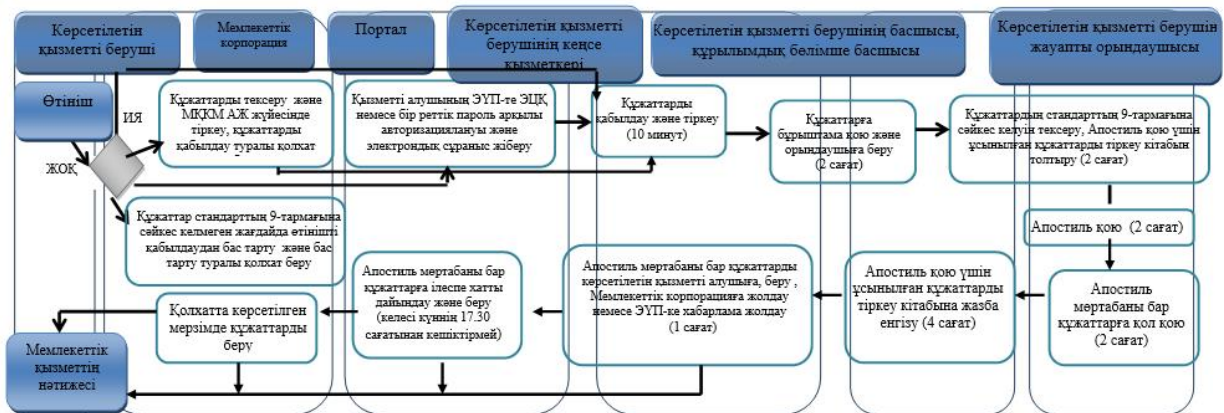 Көрсетілетін
қызметті беруші
Мемлекеттік
корпорация
Портал
Көрсетілетін қызметті
берушінің кеңсе
қызметкері
Көрсетілетін қызметті берушінің басшысы,
құрылымдық бөлімше басшысы
Көрсетілетін қызметті берушін
жауапты орындаушысы
Өтініш
ИЯ
ЖОҚ
Құжаттарды тексеру және
МҚКМ АЖ жүйесінде
тіркеу, құжаттарды
қабылдау туралы қолхат
Қызметті алушының ЭҮП-те ЭЦҚ
немесе бір реттік пароль арқылы
авторизациялануы және
электрондық сұраныс жіберу
Құжаттарды
қабылдау және тіркеу
(10 минут)
Құжаттарға
бұрыштама қою және
орындаушыға беру
(2 сағат)
Құжаттардың стандарттың 9-тармағына
сәйкес келуін тексеру, Апостиль қою үшін
ұсынылған құжаттарды тіркеу кітабын
толтыру (2 сағат)
Құжаттар стандарттың 9-тармағына
сәйкес келмеген жағдайда өтінішті
қабылдаудан бас тарту және бас
тарту туралы қолхат беру
Апостиль қою (2 сағат)
Апостиль
мөртабаны бар
құжаттарға қол қою
(2 сағат)
Апостиль қою үшін
ұсынылған құжаттарды
тіркеу кітабына жазба
енгізу (4 сағат)
Апостиль мөртабаны бар құжаттарды
көрсетілетін қызметті алушыға, беру ,
Мемлекеттік корпорацияға жолдау
немесе ЭҮП-ке хабарлама жолдау
(1 сағат)
Апостиль мөртабаны бар
құжаттарға ілеспе хатты
дайындау және беру
(келесі күннің 17.30
сағатынан кешіктірмей)
Қолхатта көрсетілген
мерзімде құжаттарды
беру
Мемлекеттік
қызметтің
нәтижесі